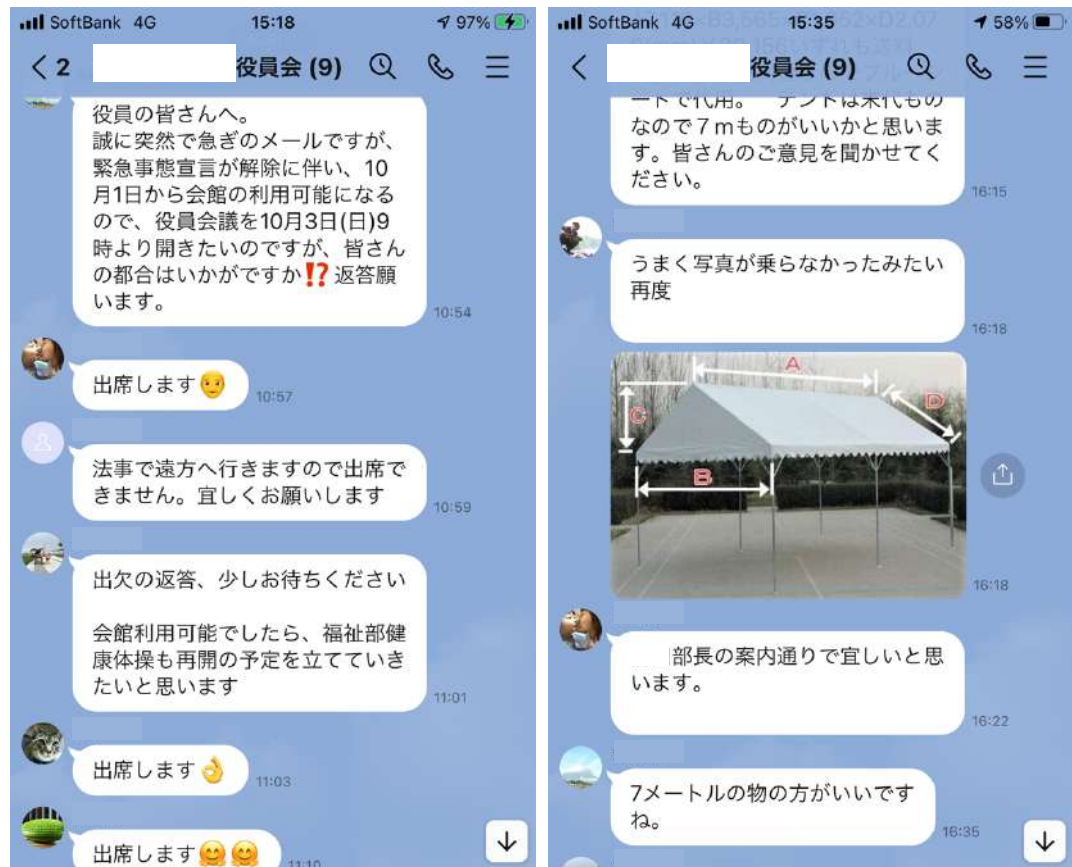 SoftBank 4G 15:18 97%
2 役員会 (9)
役員の皆さんへ。
誠に突然で急ぎのメールですが、
緊急事態宣言が解除に伴い、10
月1日から会館の利用可能になる
ので、役員会議を10月3日(日)9
時より開きたいのですが、皆さん
の都合はいかがですか⁉️返答願
います。
10:54
出席します👨‍🦲
10:57
法事で遠方へ行きますので出席で
きません。宜しくお願いします
10:59
出欠の返答、少しお待ちください
会館利用可能でしたら、福祉部健
康体操も再開の予定を立てていき
たいと思います
11:01
出席します👌
11:03
出席します🤗🤗
11:10
SoftBank 4G 15:35 58%
役員会 (9)
ートで代用。 テントは末代もの
なので7mものがいいかと思いま
す。皆さんのご意見を聞かせてく
ださい。
16:15
うまく写真が乗らなかったみたい
再度
16:18
A
C
D
B
16:18
部長の案内通りで宜しいと思
います。
16:22
7メートルの物の方がいいです
ね。
16:35